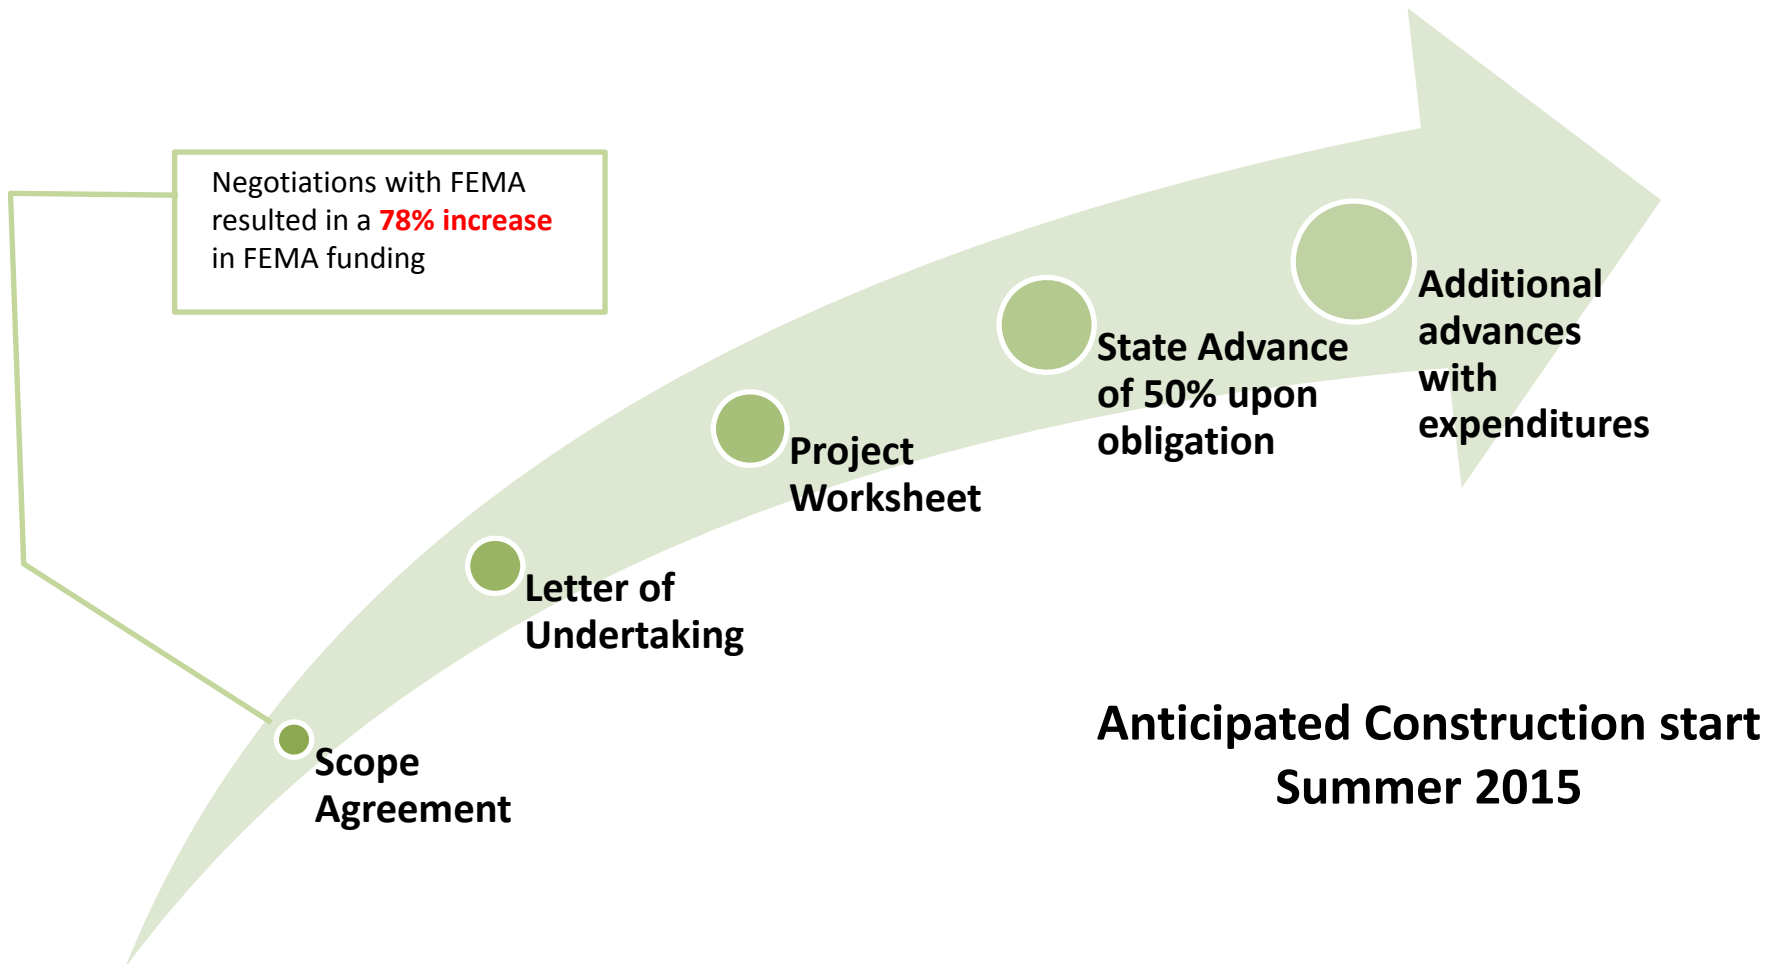 Negotiations with FEMA
resulted in a 78% increase
in FEMA funding
Additional
advances
with
expenditures
State Advance
of 50% upon
obligation
Project
Worksheet
Letter of
Undertaking
Scope
Agreement
Anticipated Construction start
Summer 2015